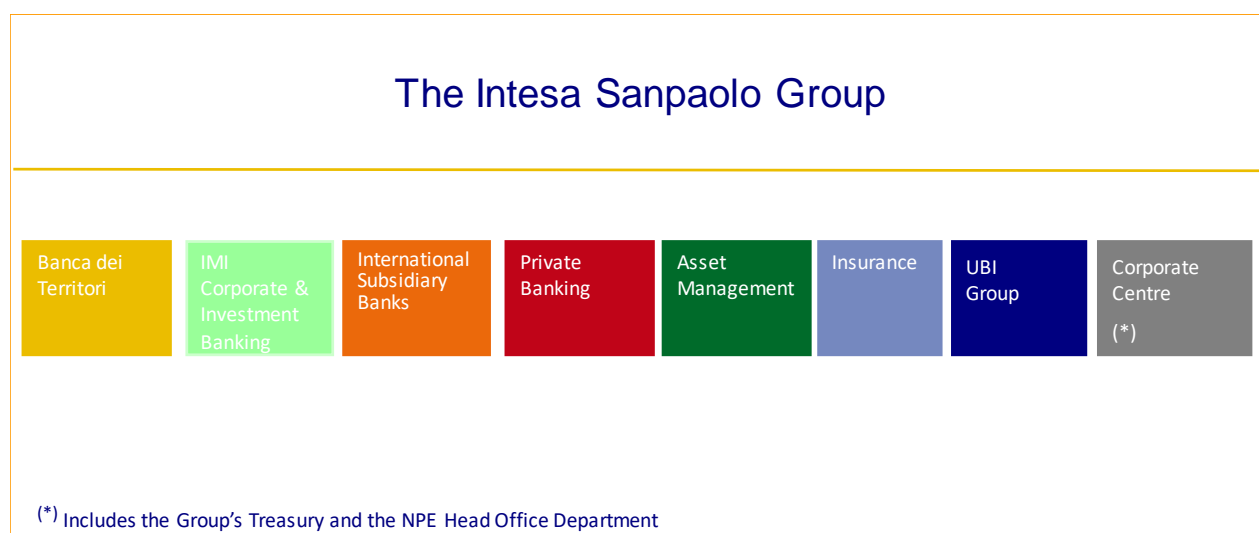 The Intesa Sanpaolo Group
Banca dei
Territori
IMI
Corporate &
Investment
Banking
International
Subsidiary
Banks
Private
Banking
Asset
Management
Insurance
UBI
Group
Corporate
Centre
(*)
(*) Includes the Group's Treasury and the NPE Head Office Department